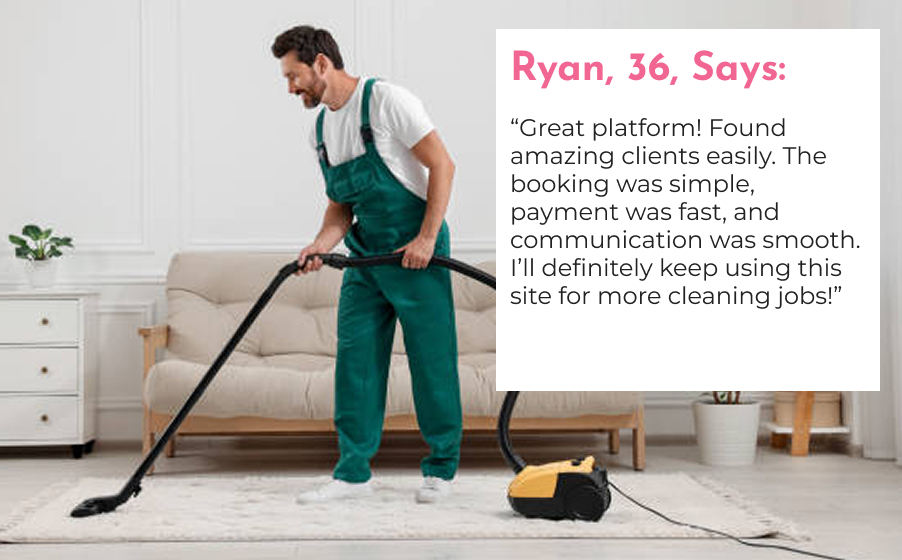 Ryan, 36, Says:
“Great platform! Found
amazing clients easily. The
booking was simple,
payment was fast, and
communication was smooth.
I’ll definitely keep using this
site for more cleaning jobs!”